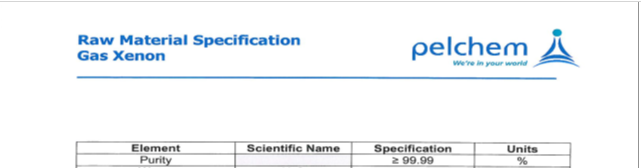 Raw Material Specification
Gas Xenon
pelchem
We're in your world
Element Scientific Name Specification Units
Purity ≥ 99.99 %